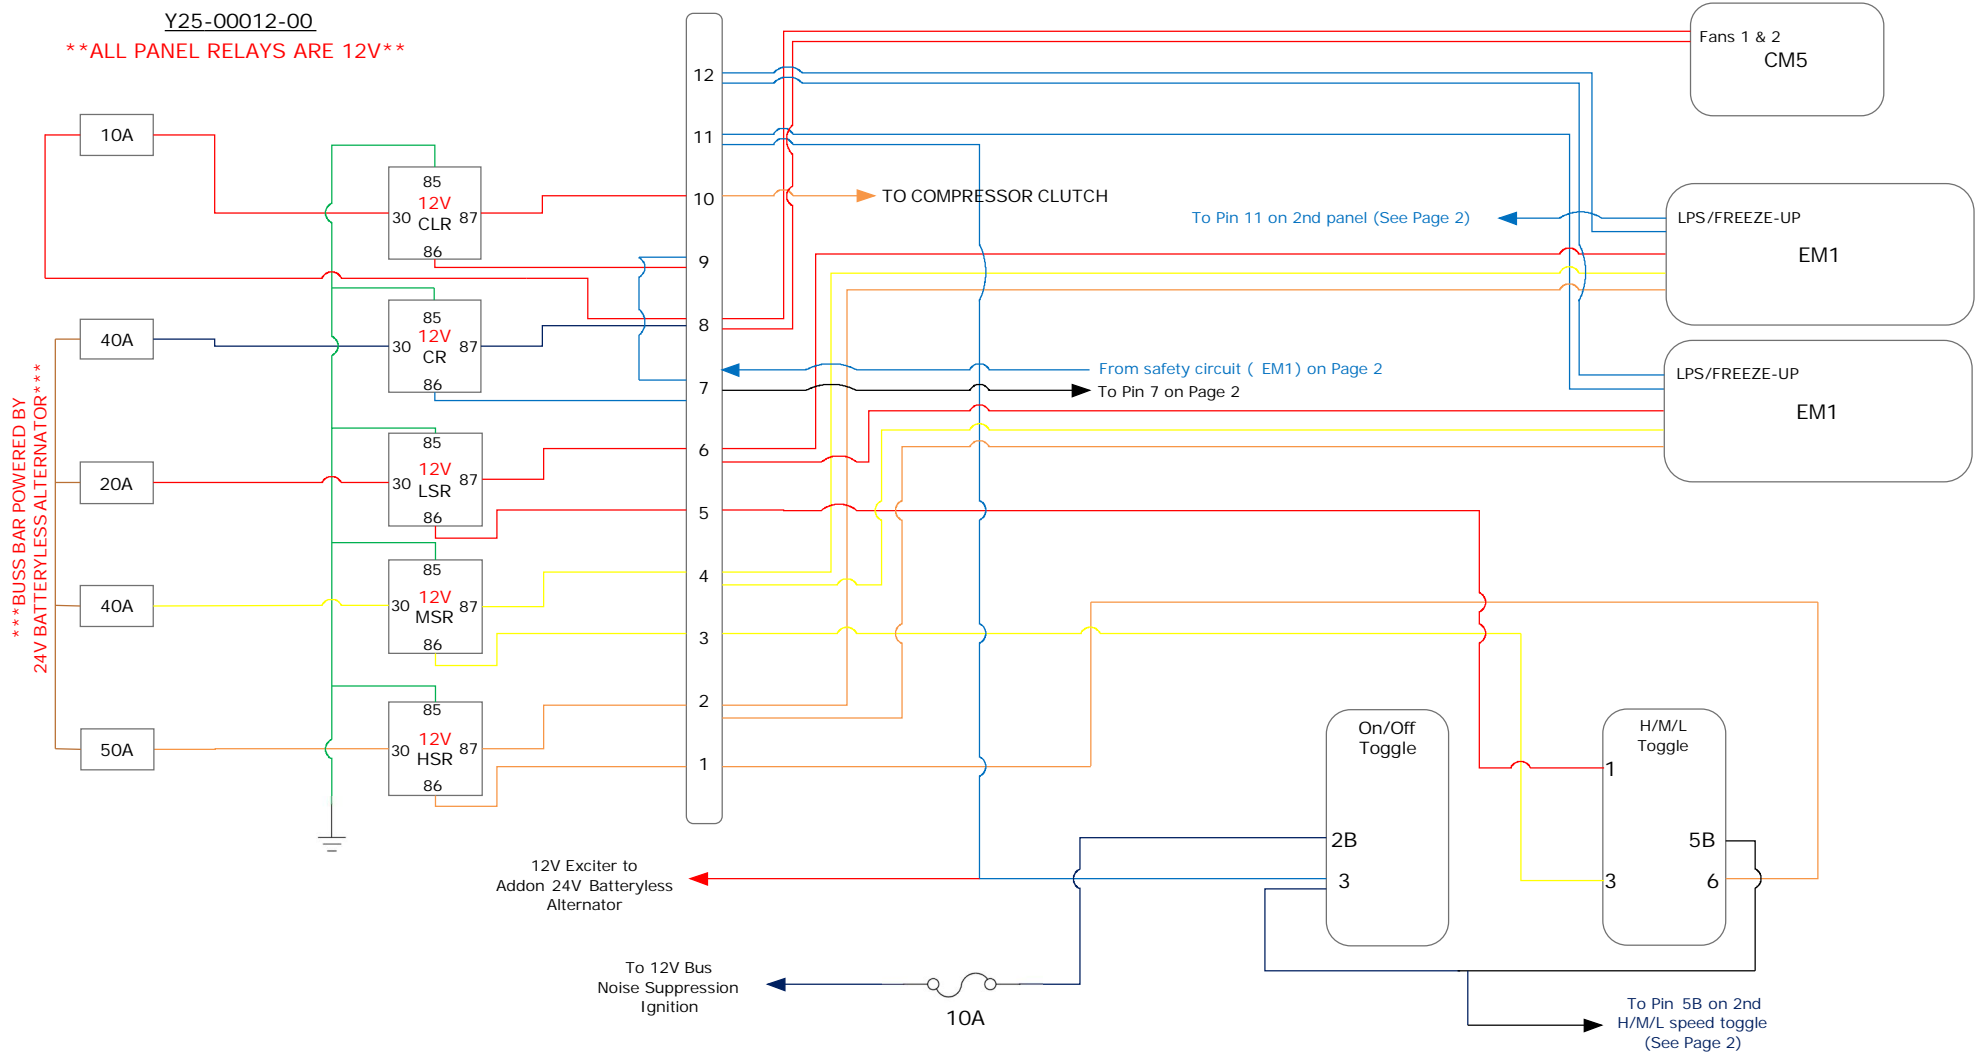 Y25-00012-00
**ALL PANEL RELAYS ARE 12V**
10A
40A
20A
40A
50A
***BUSS BAR POWERED BY
24V BATTERYLESS ALTERNATOR***
85
12V
30 87
CLR
86
85
12V
30 87
CR
86
85
12V
30 87
LSR
86
85
12V
30 87
MSR
86
85
12V
30 87
HSR
86
12
11
10
9
8
7
6
5
4
3
2
1
Fans 1 & 2
CM5
TO COMPRESSOR CLUTCH
To Pin 11 on 2nd panel (See Page 2)
LPS/FREEZE-UP
EM1
From safety circuit ( EM1) on Page 2
To Pin 7 on Page 2
LPS/FREEZE-UP
EM1
On/Off
Toggle
2B
3
H/M/L
Toggle
1
5B
3
6
12V Exciter to
Addon 24V Batteryless
Alternator
To 12V Bus
Noise Suppression
Ignition
10A
To Pin 5B on 2nd
H/M/L speed toggle
(See Page 2)